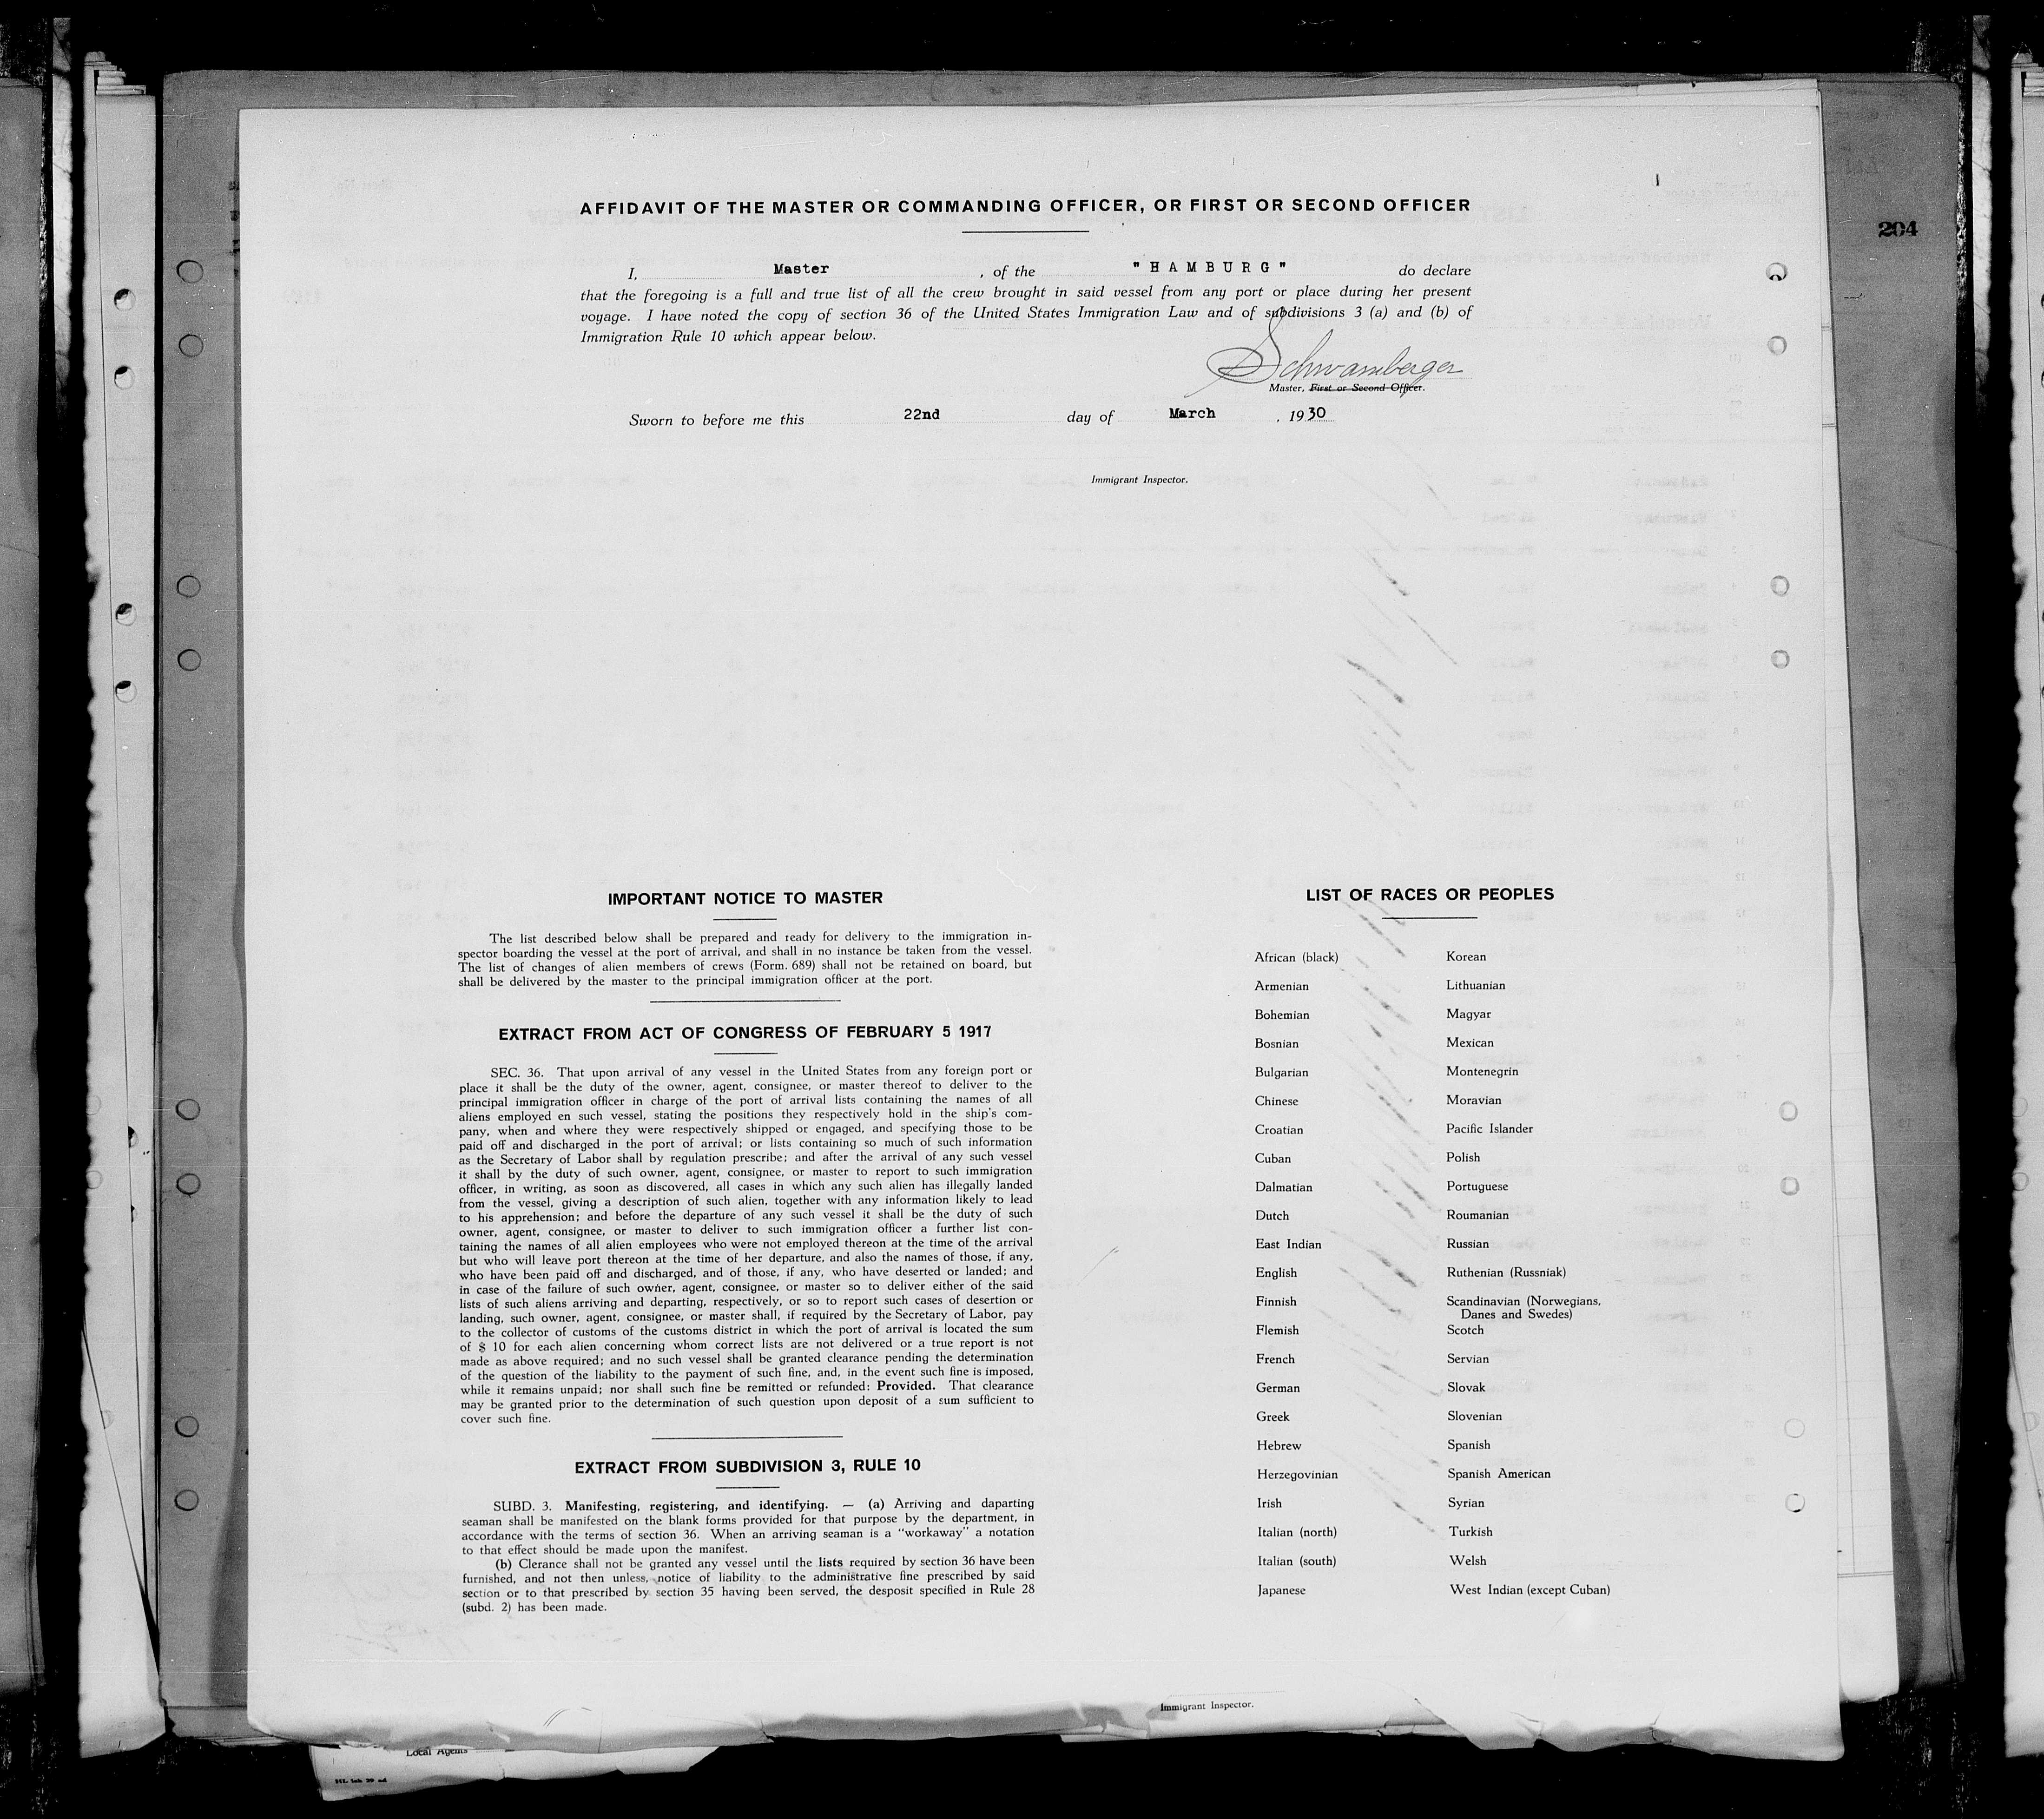 AFFIDAVIT OF THE MASTER OR COMMANDING OFFICER, OR FIRST OR SECOND OFFICER
204
I, Master , of the "HAMBURG" do declare
that the foregoing is a full and true list of all the crew brought in said vessel from any port or place during her present
voyage. I have noted the copy of section 36 of the United States Immigration Law and of subdivisions 3 (a) and (b) of
Immigration Rule 10 which appear below.
Schwamberger
Master, First or Second Officer.
Sworn to before me this 22nd day of March , 1930
Immigrant Inspector.
IMPORTANT NOTICE TO MASTER
The list described below shall be prepared and ready for delivery to the immigration in-
spector boarding the vessel at the port of arrival, and shall in no instance be taken from the vessel.
The list of changes of alien members of crews (Form. 689) shall not be retained on board, but
shall be delivered by the master to the principal immigration officer at the port.
EXTRACT FROM ACT OF CONGRESS OF FEBRUARY 5 1917
SEC. 36. That upon arrival of any vessel in the United States from any foreign port or
place it shall be the duty of the owner, agent, consignee, or master thereof to deliver to the
principal immigration officer in charge of the port of arrival lists containing the names of all
aliens employed en such vessel, stating the positions they respectively hold in the ship's com-
pany, when and where they were respectively shipped or engaged, and specifying those to be
paid off and discharged in the port of arrival; or lists containing so much of such information
as the Secretary of Labor shall by regulation prescribe; and after the arrival of any such vessel
it shall by the duty of such owner, agent, consignee, or master to report to such immigration
officer, in writing, as soon as discovered, all cases in which any such alien has illegally landed
from the vessel, giving a description of such alien, together with any information likely to lead
to his apprehension; and before the departure of any such vessel it shall be the duty of such
owner, agent, consignee, or master to deliver to such immigration officer a further list con-
taining the names of all alien employees who were not employed thereon at the time of the arrival
but who will leave port thereon at the time of her departure, and also the names of those, if any,
who have been paid off and discharged, and of those, if any, who have deserted or landed; and
in case of the failure of such owner, agent, consignee, or master so to deliver either of the said
lists of such aliens arriving and departing, respectively, or so to report such cases of desertion or
landing, such owner, agent, consignee, or master shall, if required by the Secretary of Labor, pay
to the collector of customs of the customs district in which the port of arrival is located the sum
of $ 10 for each alien concerning whom correct lists are not delivered or a true report is not
made as above required; and no such vessel shall be granted clearance pending the determination
of the question of the liability to the payment of such fine, and, in the event such fine is imposed,
while it remains unpaid; nor shall such fine be remitted or refunded: Provided. That clearance
may be granted prior to the determination of such question upon deposit of a sum sufficient to
cover such fine.
EXTRACT FROM SUBDIVISION 3, RULE 10
SUBD. 3. Manifesting, registering, and identifying. — (a) Arriving and daparting
seaman shall be manifested on the blank forms provided for that purpose by the department, in
accordance with the terms of section 36. When an arriving seaman is a "workaway" a notation
to that effect should be made upon the manifest.
(b) Clerance shall not be granted any vessel until the lists required by section 36 have been
furnished, and not then unless, notice of liability to the administrative fine prescribed by said
section or to that prescribed by section 35 having been served, the desposit specified in Rule 28
(subd. 2) has been made.
LIST OF RACES OR PEOPLES
African (black)
Armenian
Bohemian
Bosnian
Bulgarian
Chinese
Croatian
Cuban
Dalmatian
Dutch
East Indian
English
Finnish
Flemish
French
German
Greek
Hebrew
Herzegovinian
Irish
Italian (north)
Italian (south)
Japanese
Korean
Lithuanian
Magyar
Mexican
Montenegrin
Moravian
Pacific Islander
Polish
Portuguese
Roumanian
Russian
Ruthenian (Russniak)
Scandinavian (Norwegians,
Danes and Swedes)
Scotch
Servian
Slovak
Slovenian
Spanish
Spanish American
Syrian
Turkish
Welsh
West Indian (except Cuban)
Immigrant Inspector.
Local Agents